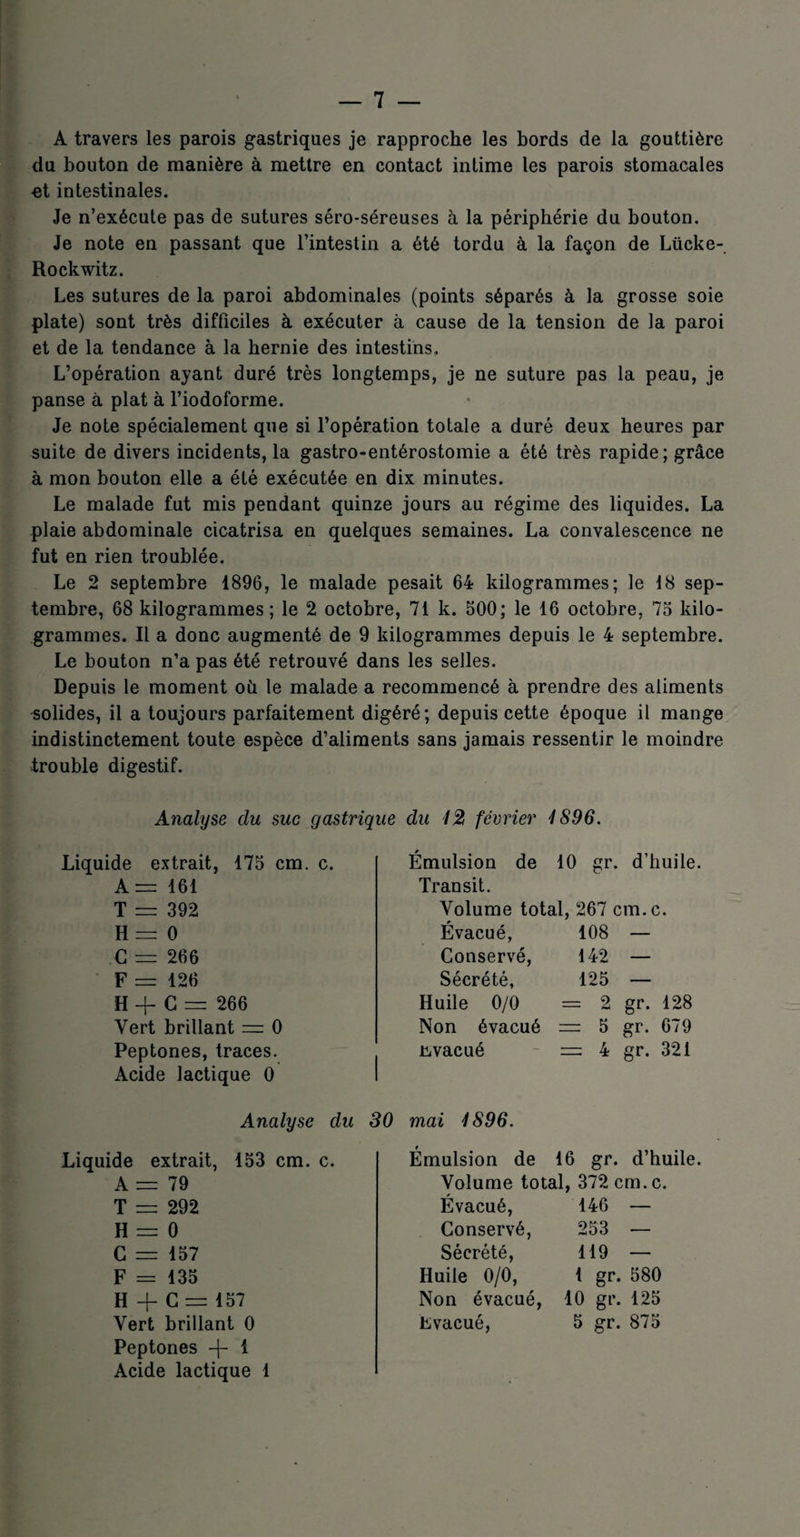 — 7 —
A travers les parois gastriques je rapproche les bords de la gouttière
du bouton de manière à mettre en contact intime les parois stomacales
et intestinales.
Je n’exécute pas de sutures séro-séreuses à la périphérie du bouton.
Je note en passant que l’intestin a été tordu à la façon de Lücke-
Rockwitz.
Les sutures de la paroi abdominales (points séparés à la grosse soie
plate) sont très difficiles à exécuter à cause de la tension de la paroi
et de la tendance à la hernie des intestins.
L’opération ayant duré très longtemps, je ne suture pas la peau, je
panse à plat à l’iodoforme.
Je note spécialement que si l’opération totale a duré deux heures par
suite de divers incidents, la gastro-entérostomie a été très rapide; grâce
à mon bouton elle a été exécutée en dix minutes.
Le malade fut mis pendant quinze jours au régime des liquides. La
plaie abdominale cicatrisa en quelques semaines. La convalescence ne
fut en rien troublée.
Le 2 septembre 1896, le malade pesait 64 kilogrammes; le 18 sep-
tembre, 68 kilogrammes; le 2 octobre, 71 k. 500; le 16 octobre, 75 kilo-
grammes. Il a donc augmenté de 9 kilogrammes depuis le 4 septembre.
Le bouton n’a pas été retrouvé dans les selles.
Depuis le moment où le malade a recommencé à prendre des aliments
solides, il a toujours parfaitement digéré; depuis cette époque il mange
indistinctement toute espèce d’aliments sans jamais ressentir le moindre
trouble digestif.
Analyse du suc gastrique du 12 février 1896.
Liquide extrait, 175 cm. c.
A = 161
T = 392
H = 0
C = 266
F = 126
H + C = 266
Vert brillant = 0
Peptones, traces.
Acide lactique 0
Émulsion de 10 gr. d’huile.
Transit.
Volume total, 267 cm. c.
Évacué, 108 —
Conservé, 142 —
Sécrété, 125 —
Huile 0/0 = 2 gr. 128
Non évacué = 5 gr. 679
Evacué = 4 gr. 321
Analyse du 30 mai 1896.
Liquide extrait, 153 cm. c.
A = 79
T = 292
H = 0
C = 157
F = 135
H + C = 157
Vert brillant 0
Peptones + 1
Acide lactique 1
Émulsion de 16 gr. d’huile.
Volume total, 372 cm. c.
Évacué, 146 —
Conservé, 253 —
Sécrété, 119 —
Huile 0/0, 1 gr. 580
Non évacué, 10 gr. 125
Evacué, 5 gr. 875